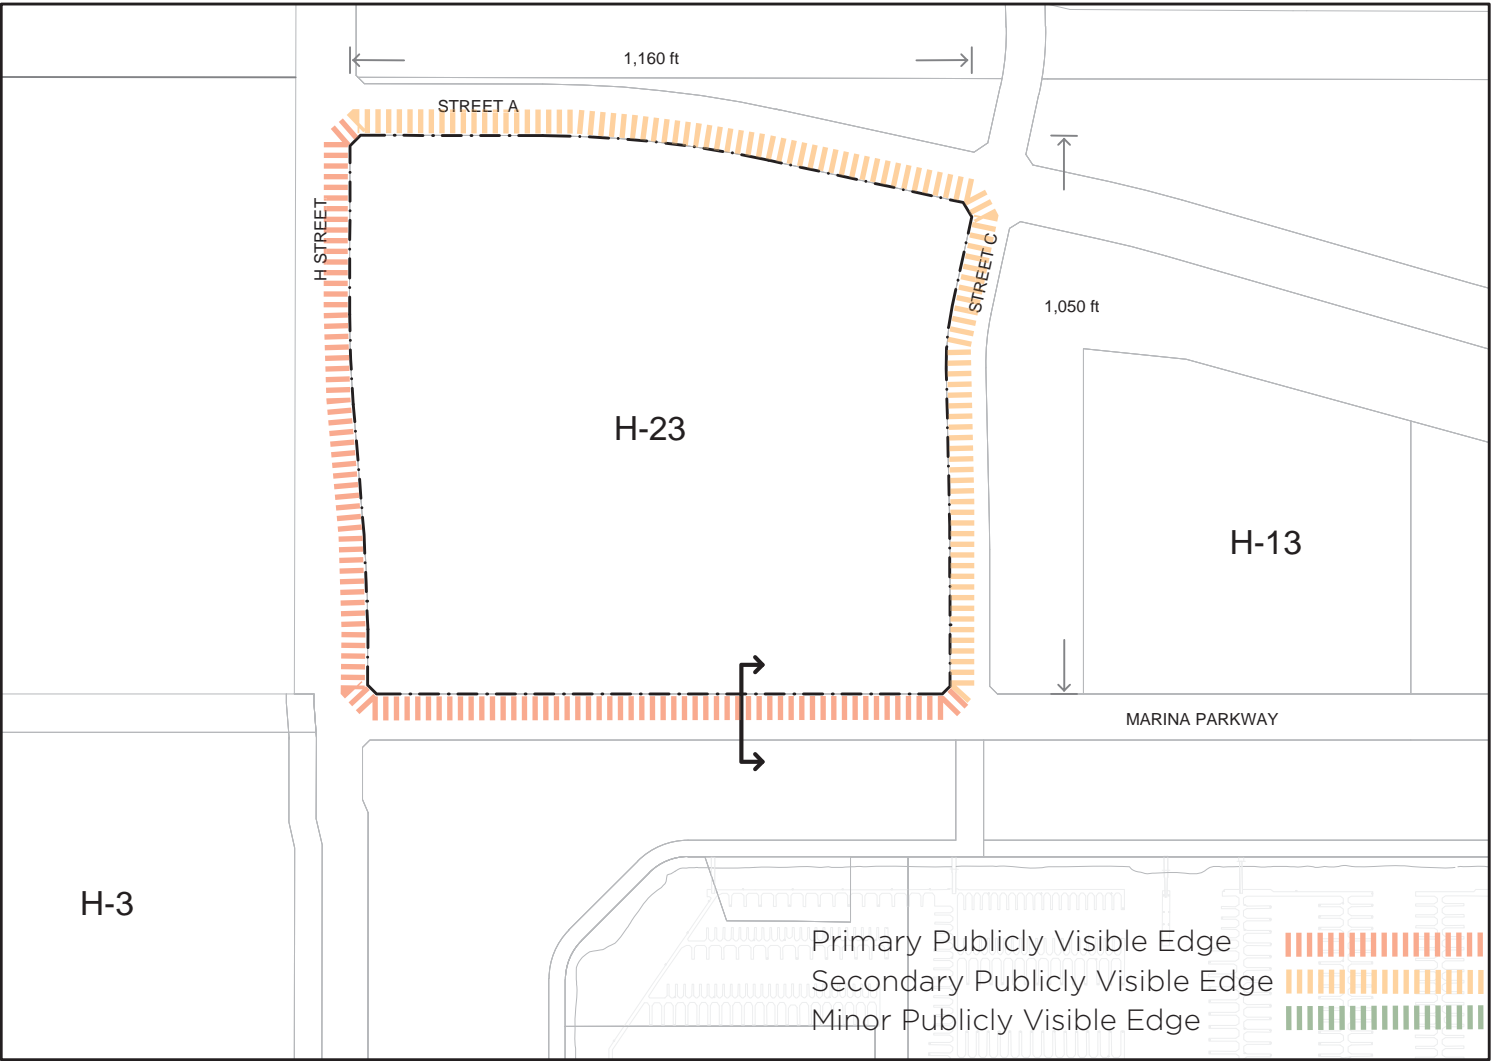 1,160 ft
STREET A
H STREET
STREET C
1,050 ft
H-23
H-13
MARINA PARKWAY
H-3
Primary Publicly Visible Edge
Secondary Publicly Visible Edge
Minor Publicly Visible Edge